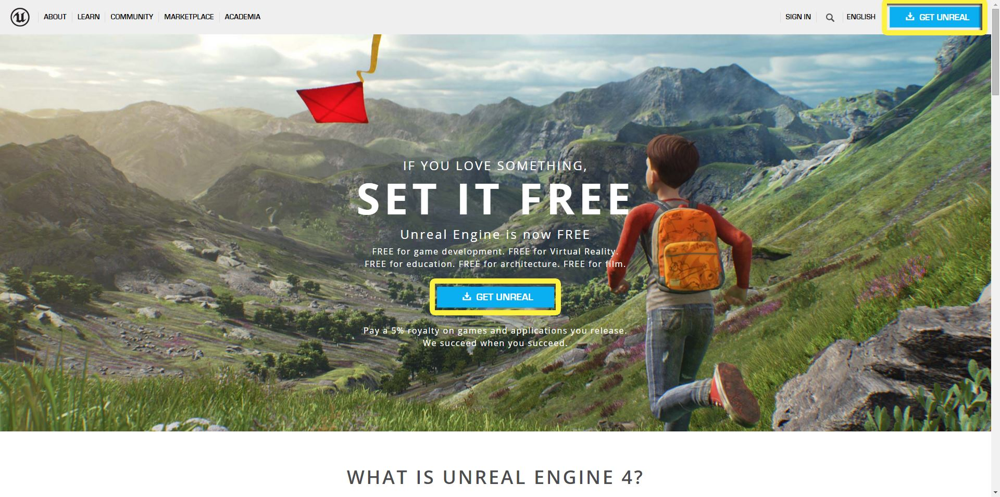 ABOUT LEARN COMMUNITY MARKETPLACE ACADEMIA SIGN IN ENGLISH GET UNREAL
IF YOU LOVE SOMETHING,
SET IT FREE
Unreal Engine is now FREE
FREE for game development. FREE for Virtual Reality.
FREE for education. FREE for architecture. FREE for film.
GET UNREAL
Pay a 5% royalty on games and applications you release.
We succeed when you succeed.
WHAT IS UNREAL ENGINE 4?